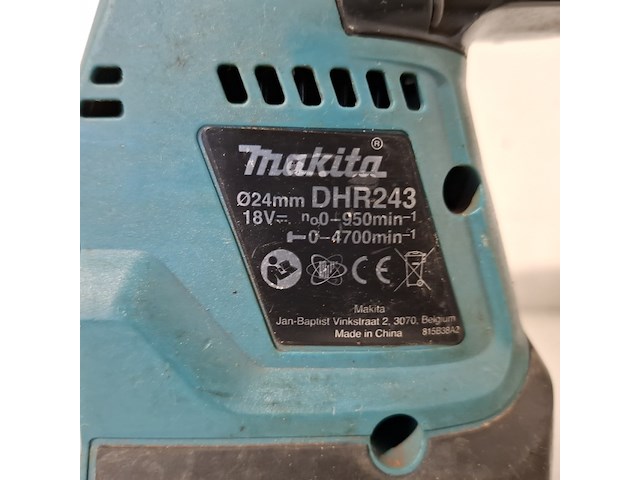 makita®
Ø24mm DHR243
18V⎓ n₀0-950min⁻¹
0-4700min⁻¹
CE
Makita
Jan-Baptist Vinkstraat 2, 3070, Belgium
Made in China 815B38A2